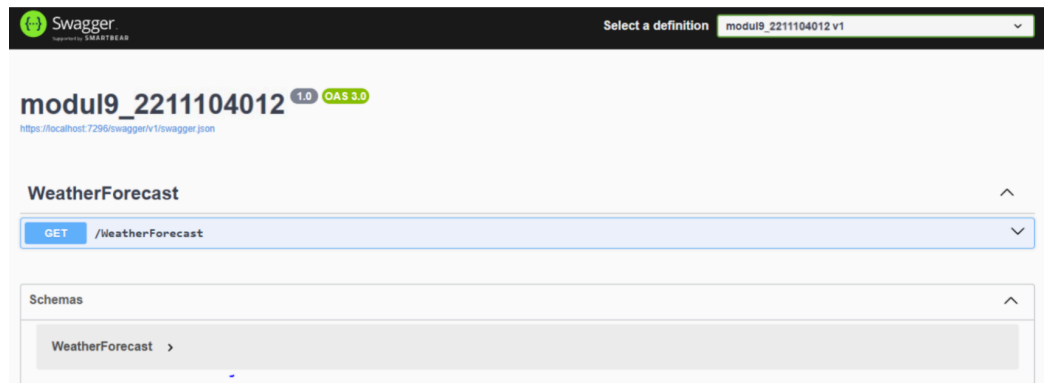 Swagger.
Supported by SMARTBEAR
Select a definition
modul9_2211104012 v1
modul9_2211104012 1.0 OAS 3.0
https://localhost:7296/swagger/v1/swagger.json
WeatherForecast
GET /WeatherForecast
Schemas
WeatherForecast